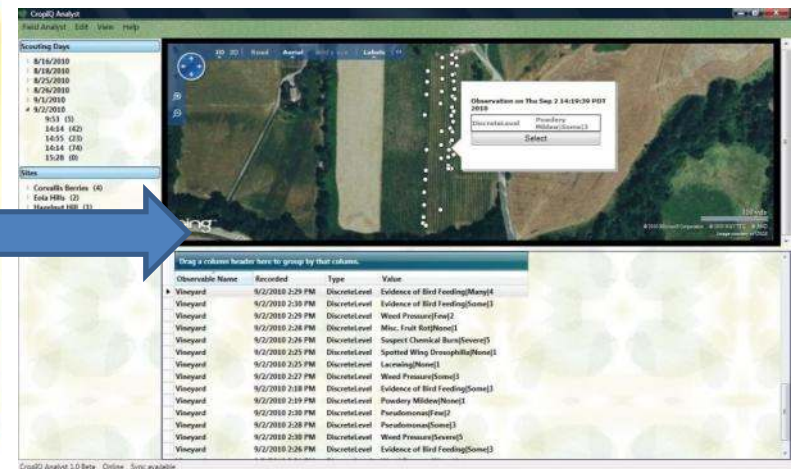 CropIQ Analyst
Field Analyst Edit View Help
Scouting Days
8/16/2010
8/18/2010
8/25/2010
8/26/2010
9/1/2010
9/2/2010
9:53 (5)
14:14 (42)
14:55 (23)
14:14 (74)
15:28 (0)
Sites
Corvallis Berries (4)
Eola Hills (2)
Hazelnut Hill (1)
2D 3D Road Aerial Labels
Observation on Thu Sep 2 14:19:39 PDT
2010
DiscreteLevel Powdery
Mildew|Some|3
Select
bing
Drag a column header here to group by that column.
Observable Name Recorded Type Value
Vineyard 9/2/2010 2:29 PM DiscreteLevel Evidence of Bird Feeding|Many|4
Vineyard 9/2/2010 2:30 PM DiscreteLevel Evidence of Bird Feeding|Some|3
Vineyard 9/2/2010 2:29 PM DiscreteLevel Weed Pressure|Few|2
Vineyard 9/2/2010 2:28 PM DiscreteLevel Misc. Fruit Rot|None|1
Vineyard 9/2/2010 2:26 PM DiscreteLevel Suspect Chemical Burn|Severe|5
Vineyard 9/2/2010 2:25 PM DiscreteLevel Spotted Wing Drosophilla|None|1
Vineyard 9/2/2010 2:25 PM DiscreteLevel Lacewing|None|1
Vineyard 9/2/2010 2:27 PM DiscreteLevel Weed Pressure|Some|3
Vineyard 9/2/2010 2:18 PM DiscreteLevel Evidence of Bird Feeding|Some|3
Vineyard 9/2/2010 2:19 PM DiscreteLevel Powdery Mildew|None|1
Vineyard 9/2/2010 2:30 PM DiscreteLevel Pseudomonas|Few|2
Vineyard 9/2/2010 2:28 PM DiscreteLevel Pseudomonas|Some|3
Vineyard 9/2/2010 2:30 PM DiscreteLevel Weed Pressure|Severe|5
Vineyard 9/2/2010 2:26 PM DiscreteLevel Evidence of Bird Feeding|Some|3
CropIQ Analyst 1.0 Beta Online Sync available